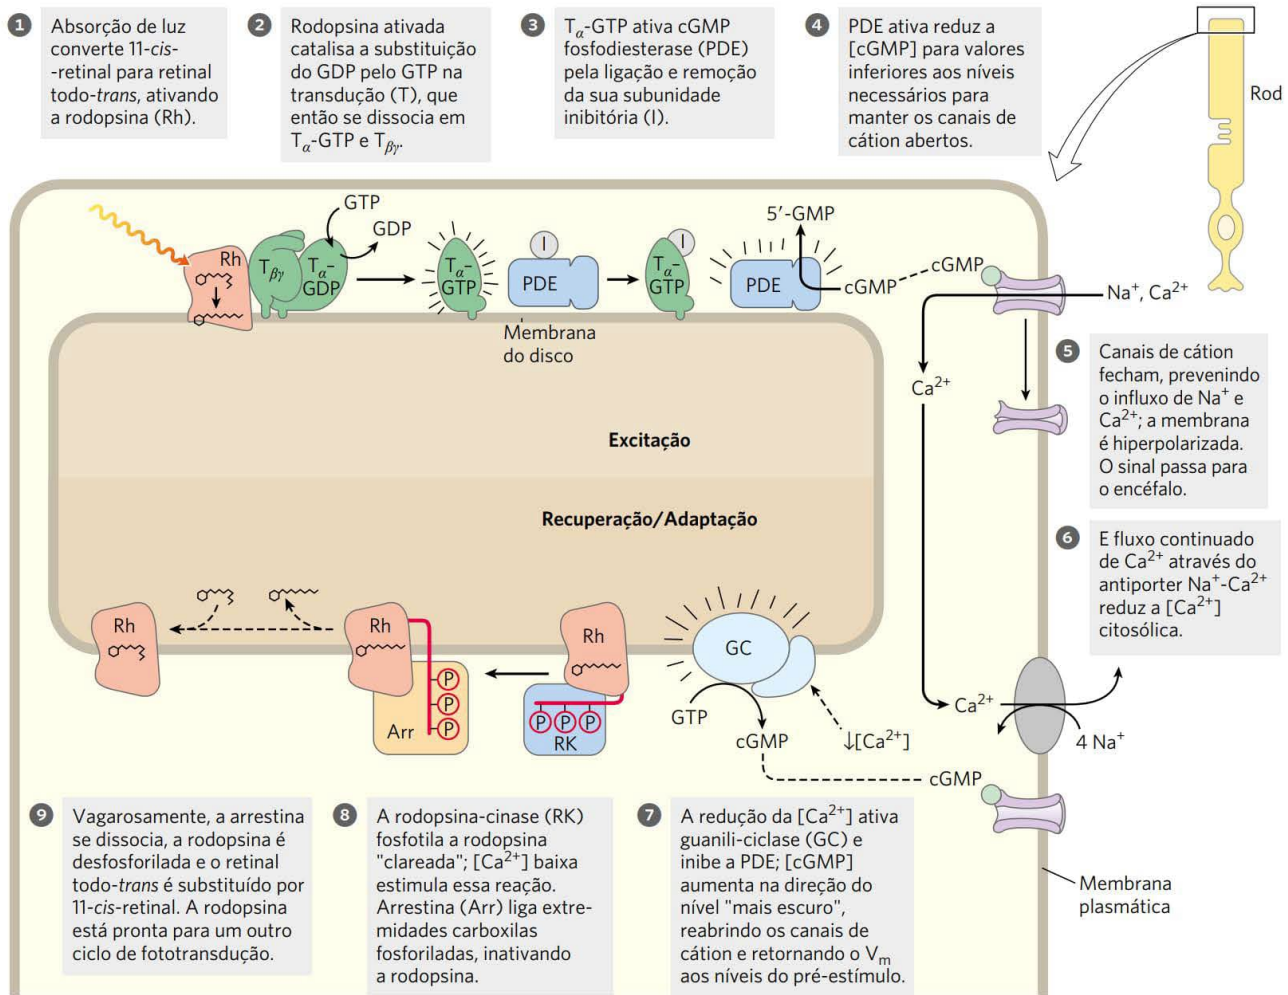 1
Absorção de luz
converte 11-cis-
-retinal para retinal
todo-trans, ativando
a rodopsina (Rh).
2
Rodopsina ativada
catalisa a substituição
do GDP pelo GTP na
transdução (T), que
então se dissocia em
Tα-GTP e Tβγ.
3
Tα-GTP ativa cGMP
fosfodiesterase (PDE)
pela ligação e remoção
da sua subunidade
inibitória (I).
4
PDE ativa reduz a
[cGMP] para valores
inferiores aos níveis
necessários para
manter os canais de
cátion abertos.
Rod
GTP
GDP
Rh
Tβγ
Tα–
GDP
Tα–
GTP
I
PDE
I
Tα–
GTP
5′-GMP
PDE
cGMP
cGMP
Na⁺, Ca²⁺
Membrana
do disco
Ca²⁺
5
Canais de cátion
fecham, prevenindo
o influxo de Na⁺ e
Ca²⁺; a membrana
é hiperpolarizada.
O sinal passa para
o encéfalo.
Excitação
Recuperação/Adaptação
6
E fluxo continuado
de Ca²⁺ através do
antiporter Na⁺-Ca²⁺
reduz a [Ca²⁺]
citosólica.
Rh
Rh
P
P
P
Arr
Rh
P P P
RK
GC
GTP
cGMP
↓[Ca²⁺]
Ca²⁺
4 Na⁺
cGMP
9
Vagarosamente, a arrestina
se dissocia, a rodopsina é
desfosforilada e o retinal
todo-trans é substituído por
11-cis-retinal. A rodopsina
está pronta para um outro
ciclo de fototransdução.
8
A rodopsina-cinase (RK)
fosfotila a rodopsina
"clareada"; [Ca²⁺] baixa
estimula essa reação.
Arrestina (Arr) liga extre-
midades carboxilas
fosforiladas, inativando
a rodopsina.
7
A redução da [Ca²⁺] ativa
guanili-ciclase (GC) e
inibe a PDE; [cGMP]
aumenta na direção do
nível "mais escuro",
reabrindo os canais de
cátion e retornando o Vm
aos níveis do pré-estímulo.
Membrana
plasmática